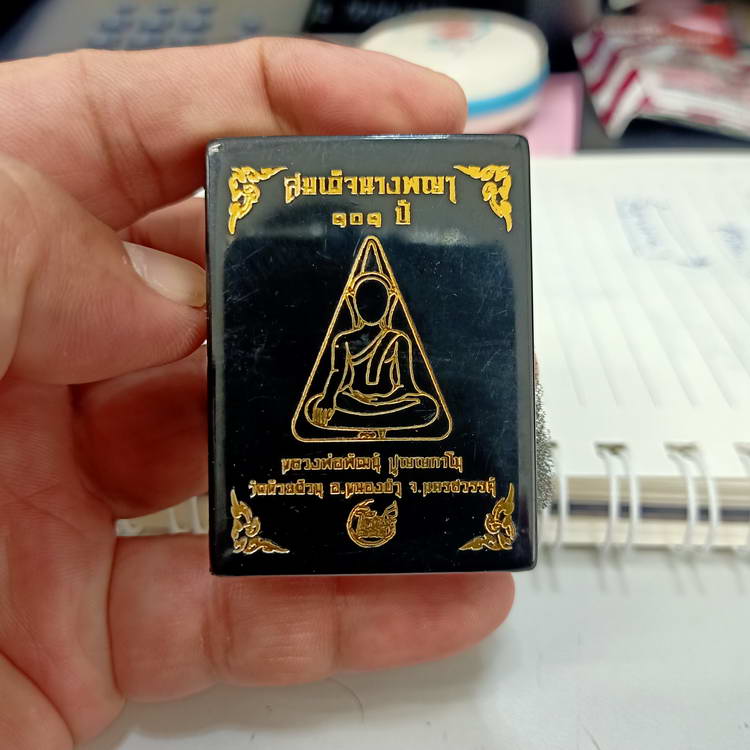 สมเด็จนางพญา
๑๐๑ ปี
หลวงพ่อพัฒน์ ปุญฺญกาโม
วัดห้วยด้วน อ.หนองบัว จ.นครสวรรค์